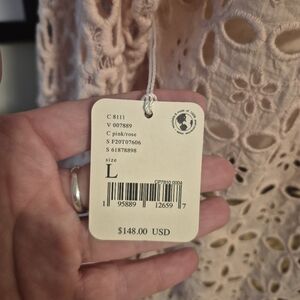 C 8111
V 007889
C pink/rose
S F20T07606
S 61878898
size
L
1 95889 12659 7
$148.00 USD